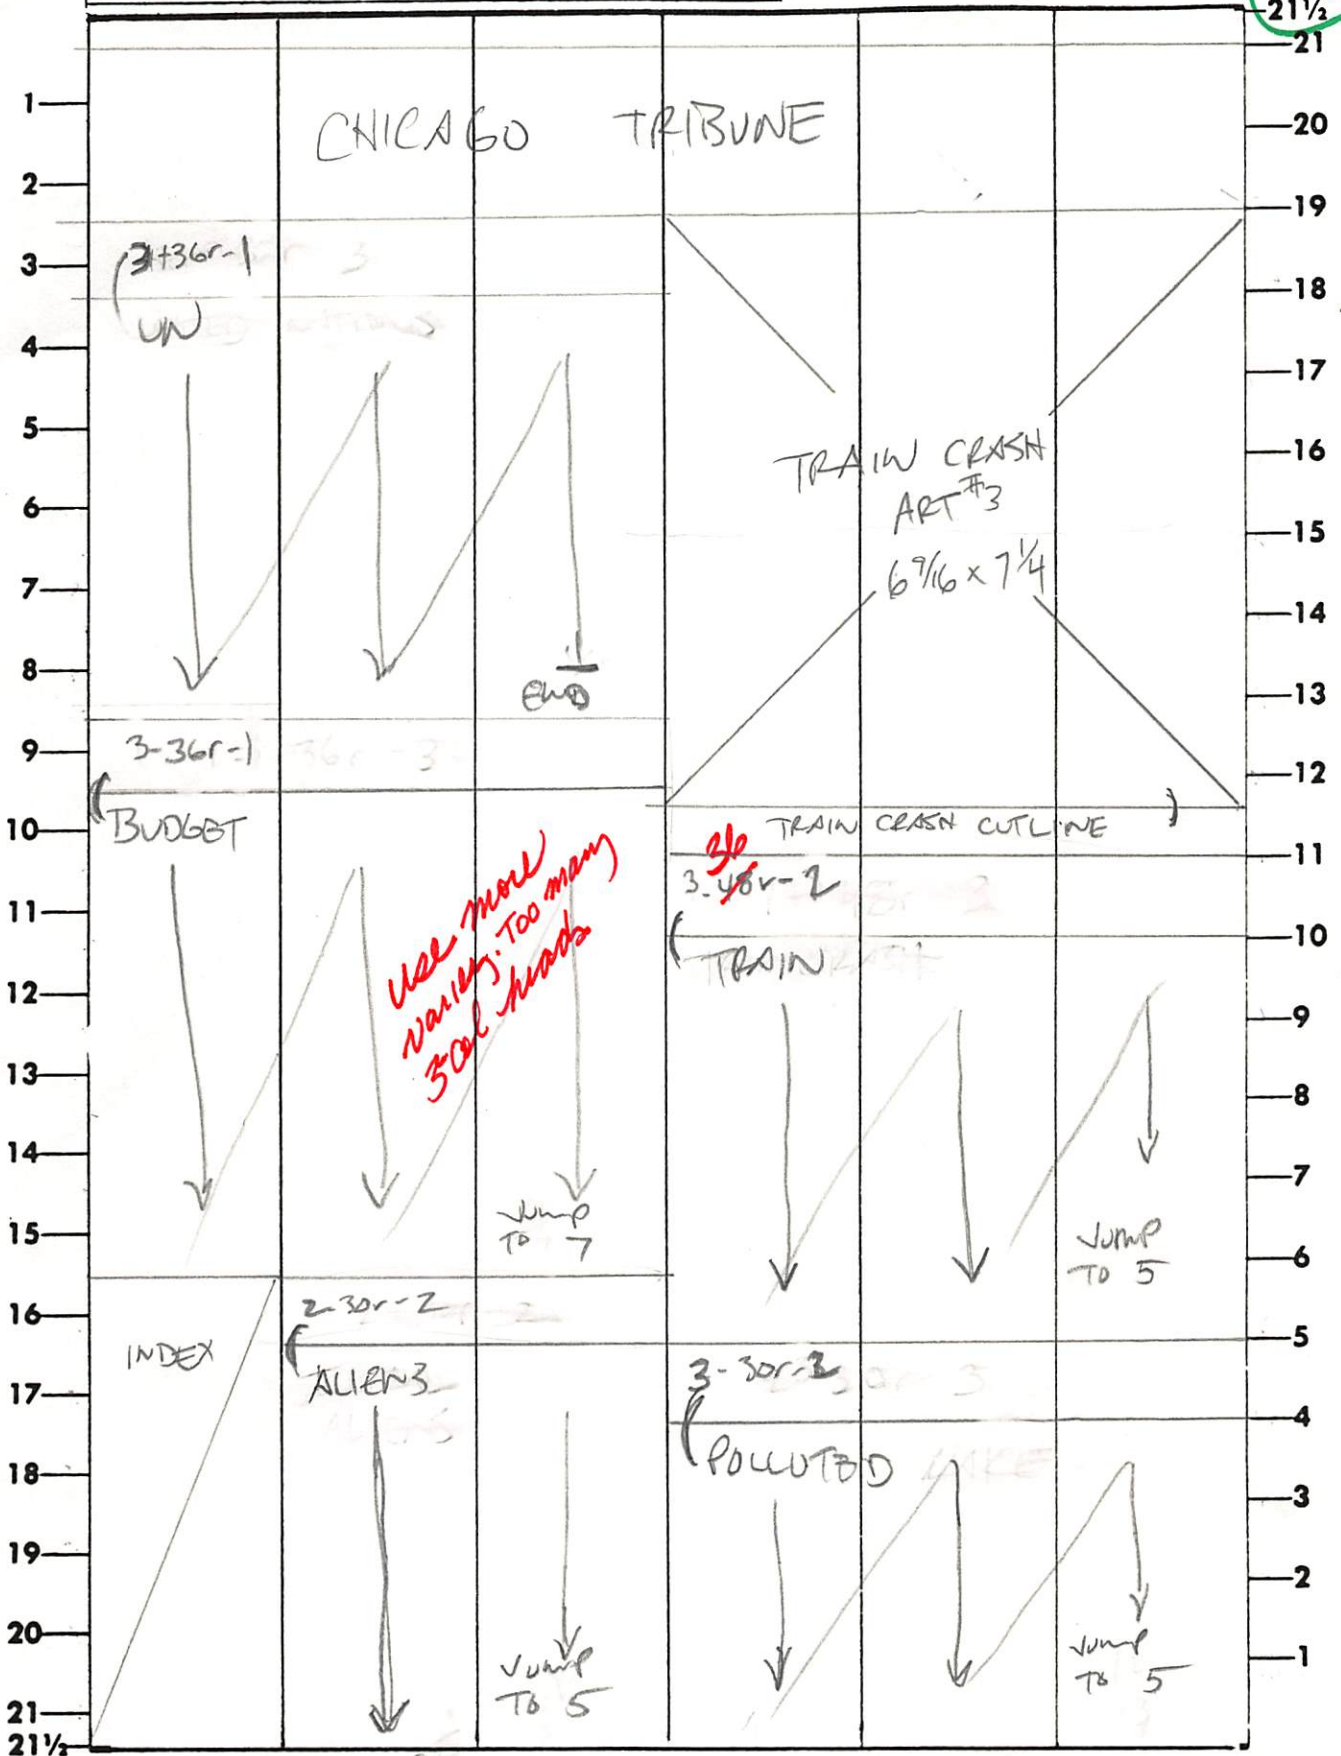 21½
21
1
CHICAGO TRIBUNE
20
2
19
3
3-36r-1
18
UN
4
17
5
TRAIN CRASH
16
6
ART #3
15
7
6 9/16 x 7 1/4
14
8
END
13
9
3-36r-1
12
10
BUDGET
TRAIN CRASH CUTLINE
11
36
3-48r-2
use more
variety. Too many
3 col heads
11
10
TRAIN
12
9
13
8
14
7
Jump
TO 7
15
Jump
TO 5
6
16
2-30r-2
5
INDEX
3-30r-2
17
ALIENS
4
POLLUTED
18
3
19
2
20
Jump
TO 5
Jump
TO 5
1
21
21½